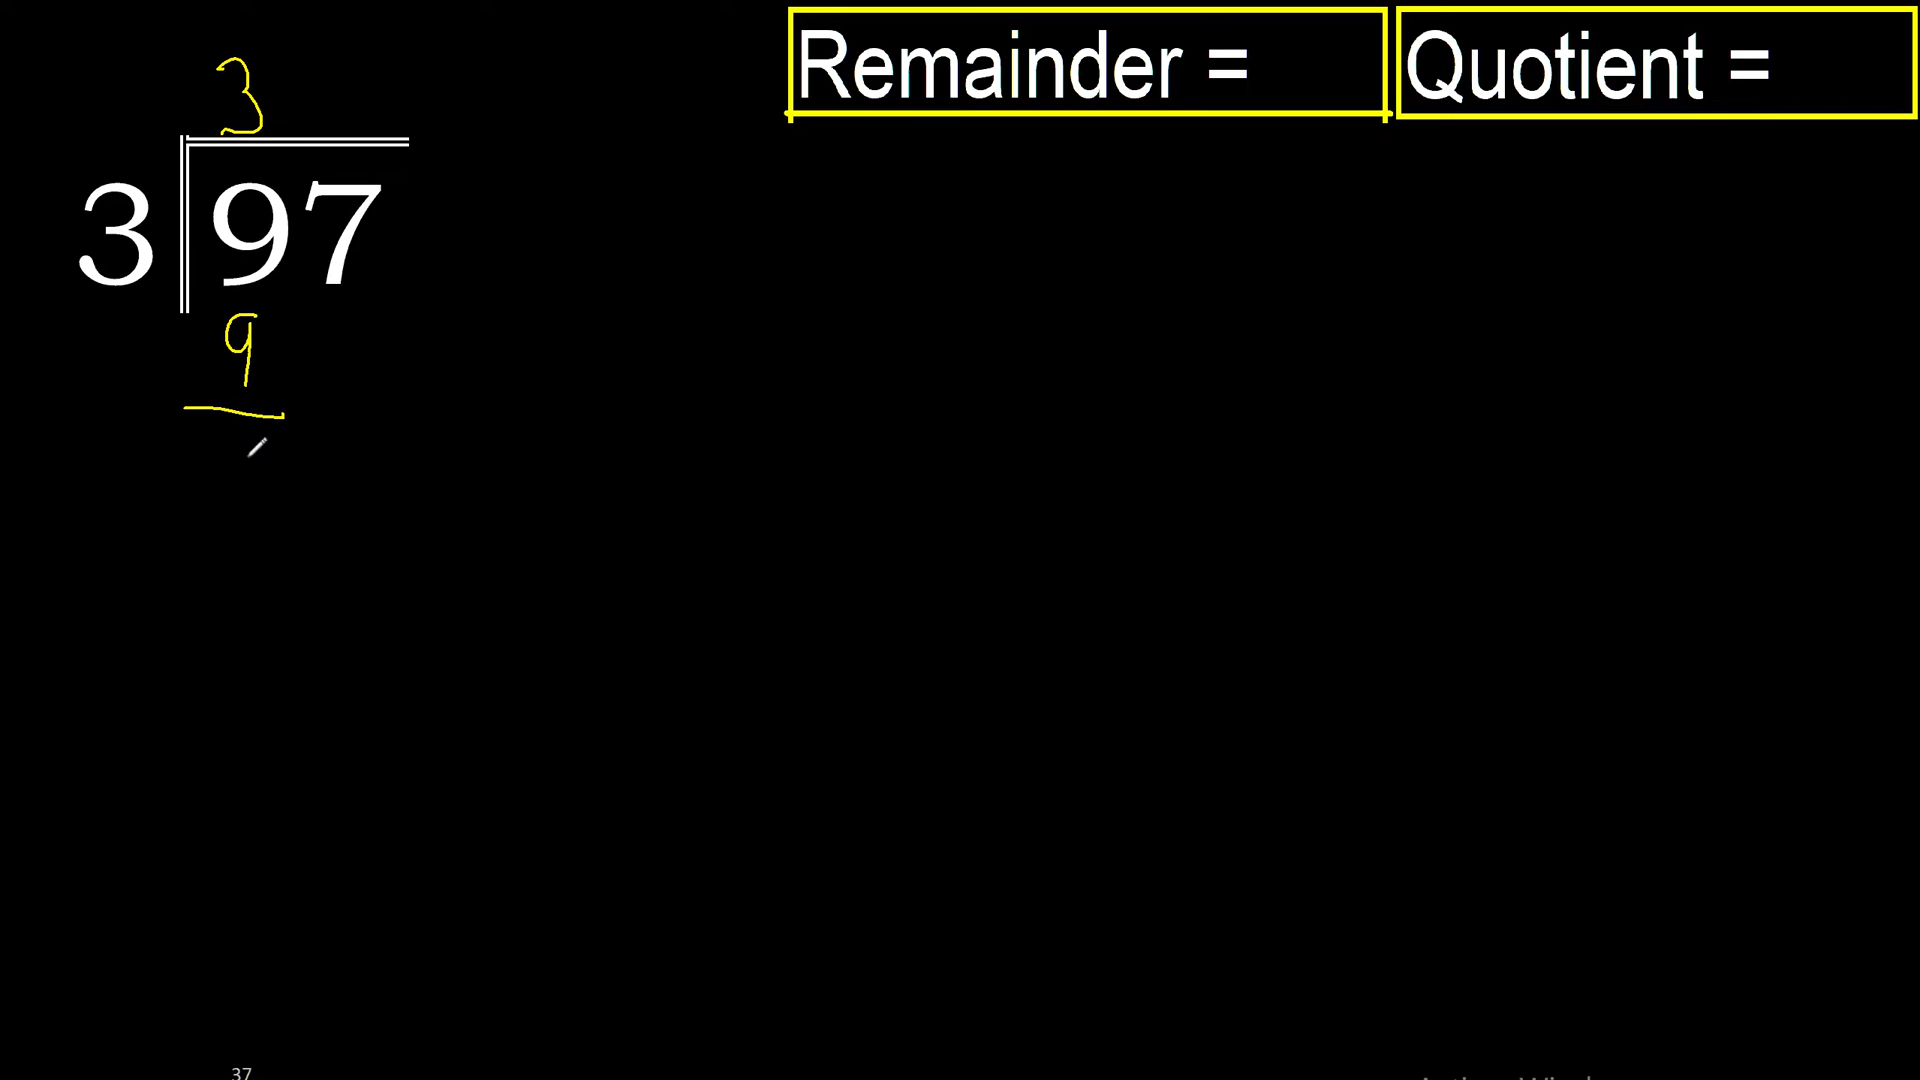 Remainder = Quotient =
3
3 97
9
37